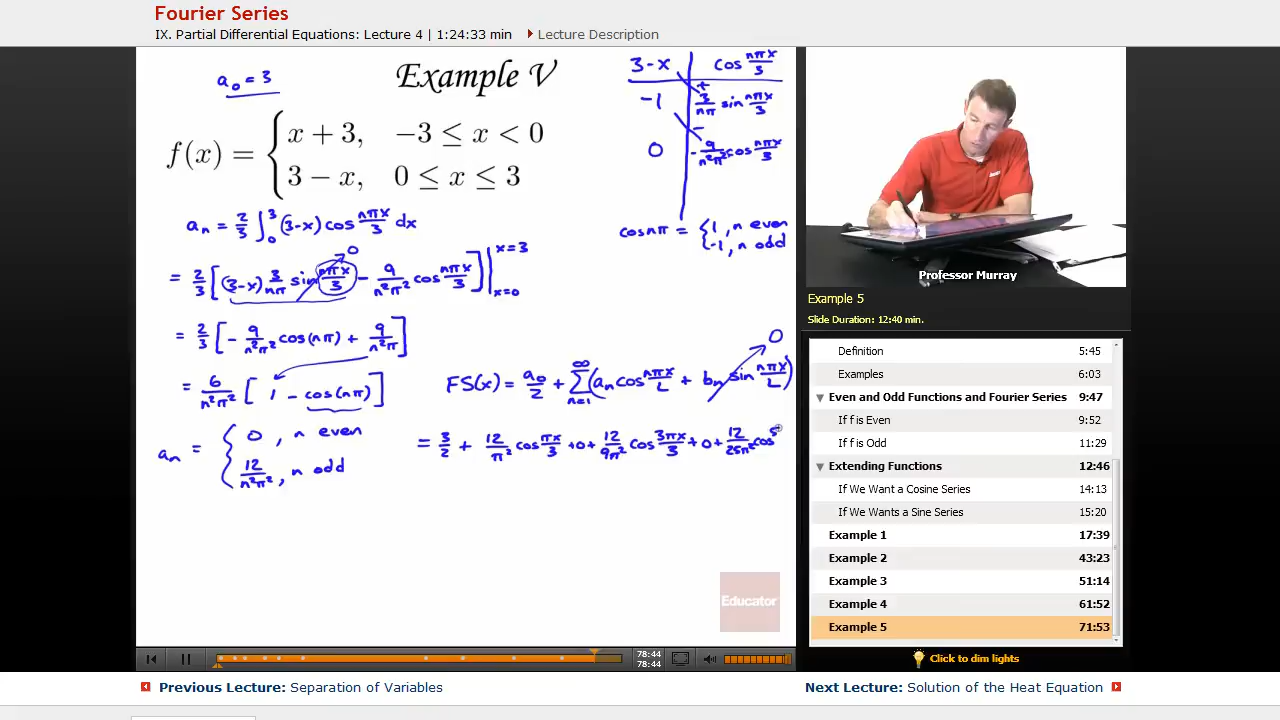 Fourier Series
IX. Partial Differential Equations: Lecture 4 | 1:24:33 min
Lecture Description
a₀ = 3
Example V
f(x) = { x + 3, −3 ≤ x < 0
3 − x, 0 ≤ x ≤ 3
3-x | cos nπx/3
-1 | + 3/nπ sin nπx/3
0 | - -9/n²π² cos nπx/3
cos nπ = { 1, n even
-1, n odd
aₙ = 2/3 ∫₀³ (3-x) cos nπx/3 dx
= 2/3 [ (3-x) 3/nπ sin nπx/3 - 9/n²π² cos nπx/3 ] | x=3 x=0
0
= 2/3 [ - 9/n²π² cos(nπ) + 9/n²π² ]
= 6/n²π² [ 1 - cos(nπ) ]
aₙ = { 0, n even
12/n²π², n odd
FS(x) = a₀/2 + ∞ Σ n=1 (aₙ cos nπx/L + bₙ sin nπx/L)
0
= 3/2 + 12/π² cos πx/3 + 0 + 12/9π² cos 3πx/3 + 0 + 12/25π² cos 5
Educator
Professor Murray
Example 5
Slide Duration: 12:40 min.
Definition 5:45
Examples 6:03
Even and Odd Functions and Fourier Series 9:47
If f is Even 9:52
If f is Odd 11:29
Extending Functions 12:46
If We Want a Cosine Series 14:13
If We Wants a Sine Series 15:20
Example 1 17:39
Example 2 43:23
Example 3 51:14
Example 4 61:52
Example 5 71:53
78:44
78:44
Click to dim lights
Previous Lecture: Separation of Variables
Next Lecture: Solution of the Heat Equation